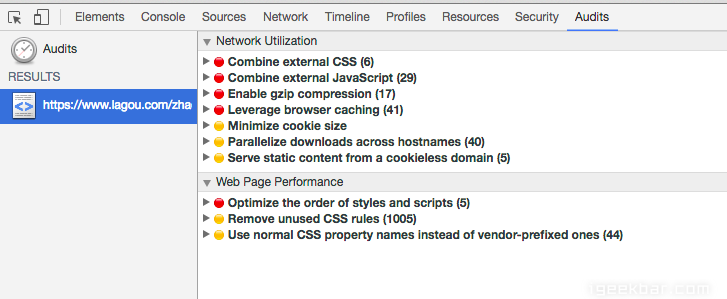 Elements Console Sources Network Timeline Profiles Resources Security Audits
Audits
RESULTS
https://www.lagou.com/zha
Network Utilization
Combine external CSS (6)
Combine external JavaScript (29)
Enable gzip compression (17)
Leverage browser caching (41)
Minimize cookie size
Parallelize downloads across hostnames (40)
Serve static content from a cookieless domain (5)
Web Page Performance
Optimize the order of styles and scripts (5)
Remove unused CSS rules (1005)
Use normal CSS property names instead of vendor-prefixed ones (44)
igeekbar.com